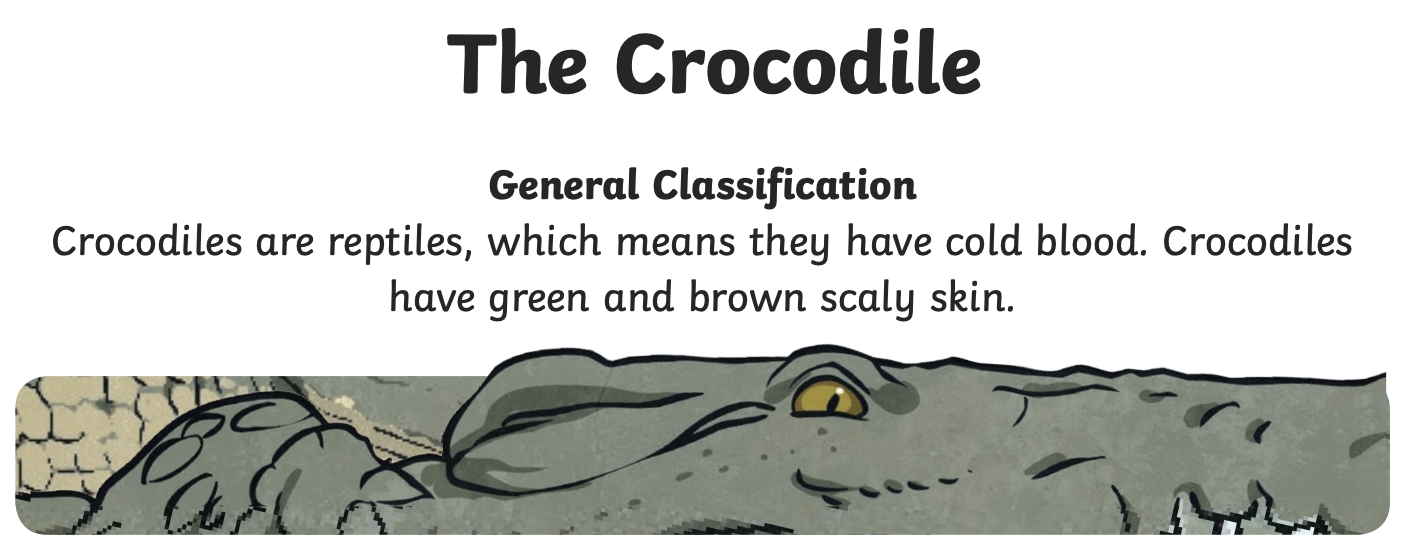 The Crocodile
General Classification
Crocodiles are reptiles, which means they have cold blood. Crocodiles
have green and brown scaly skin.